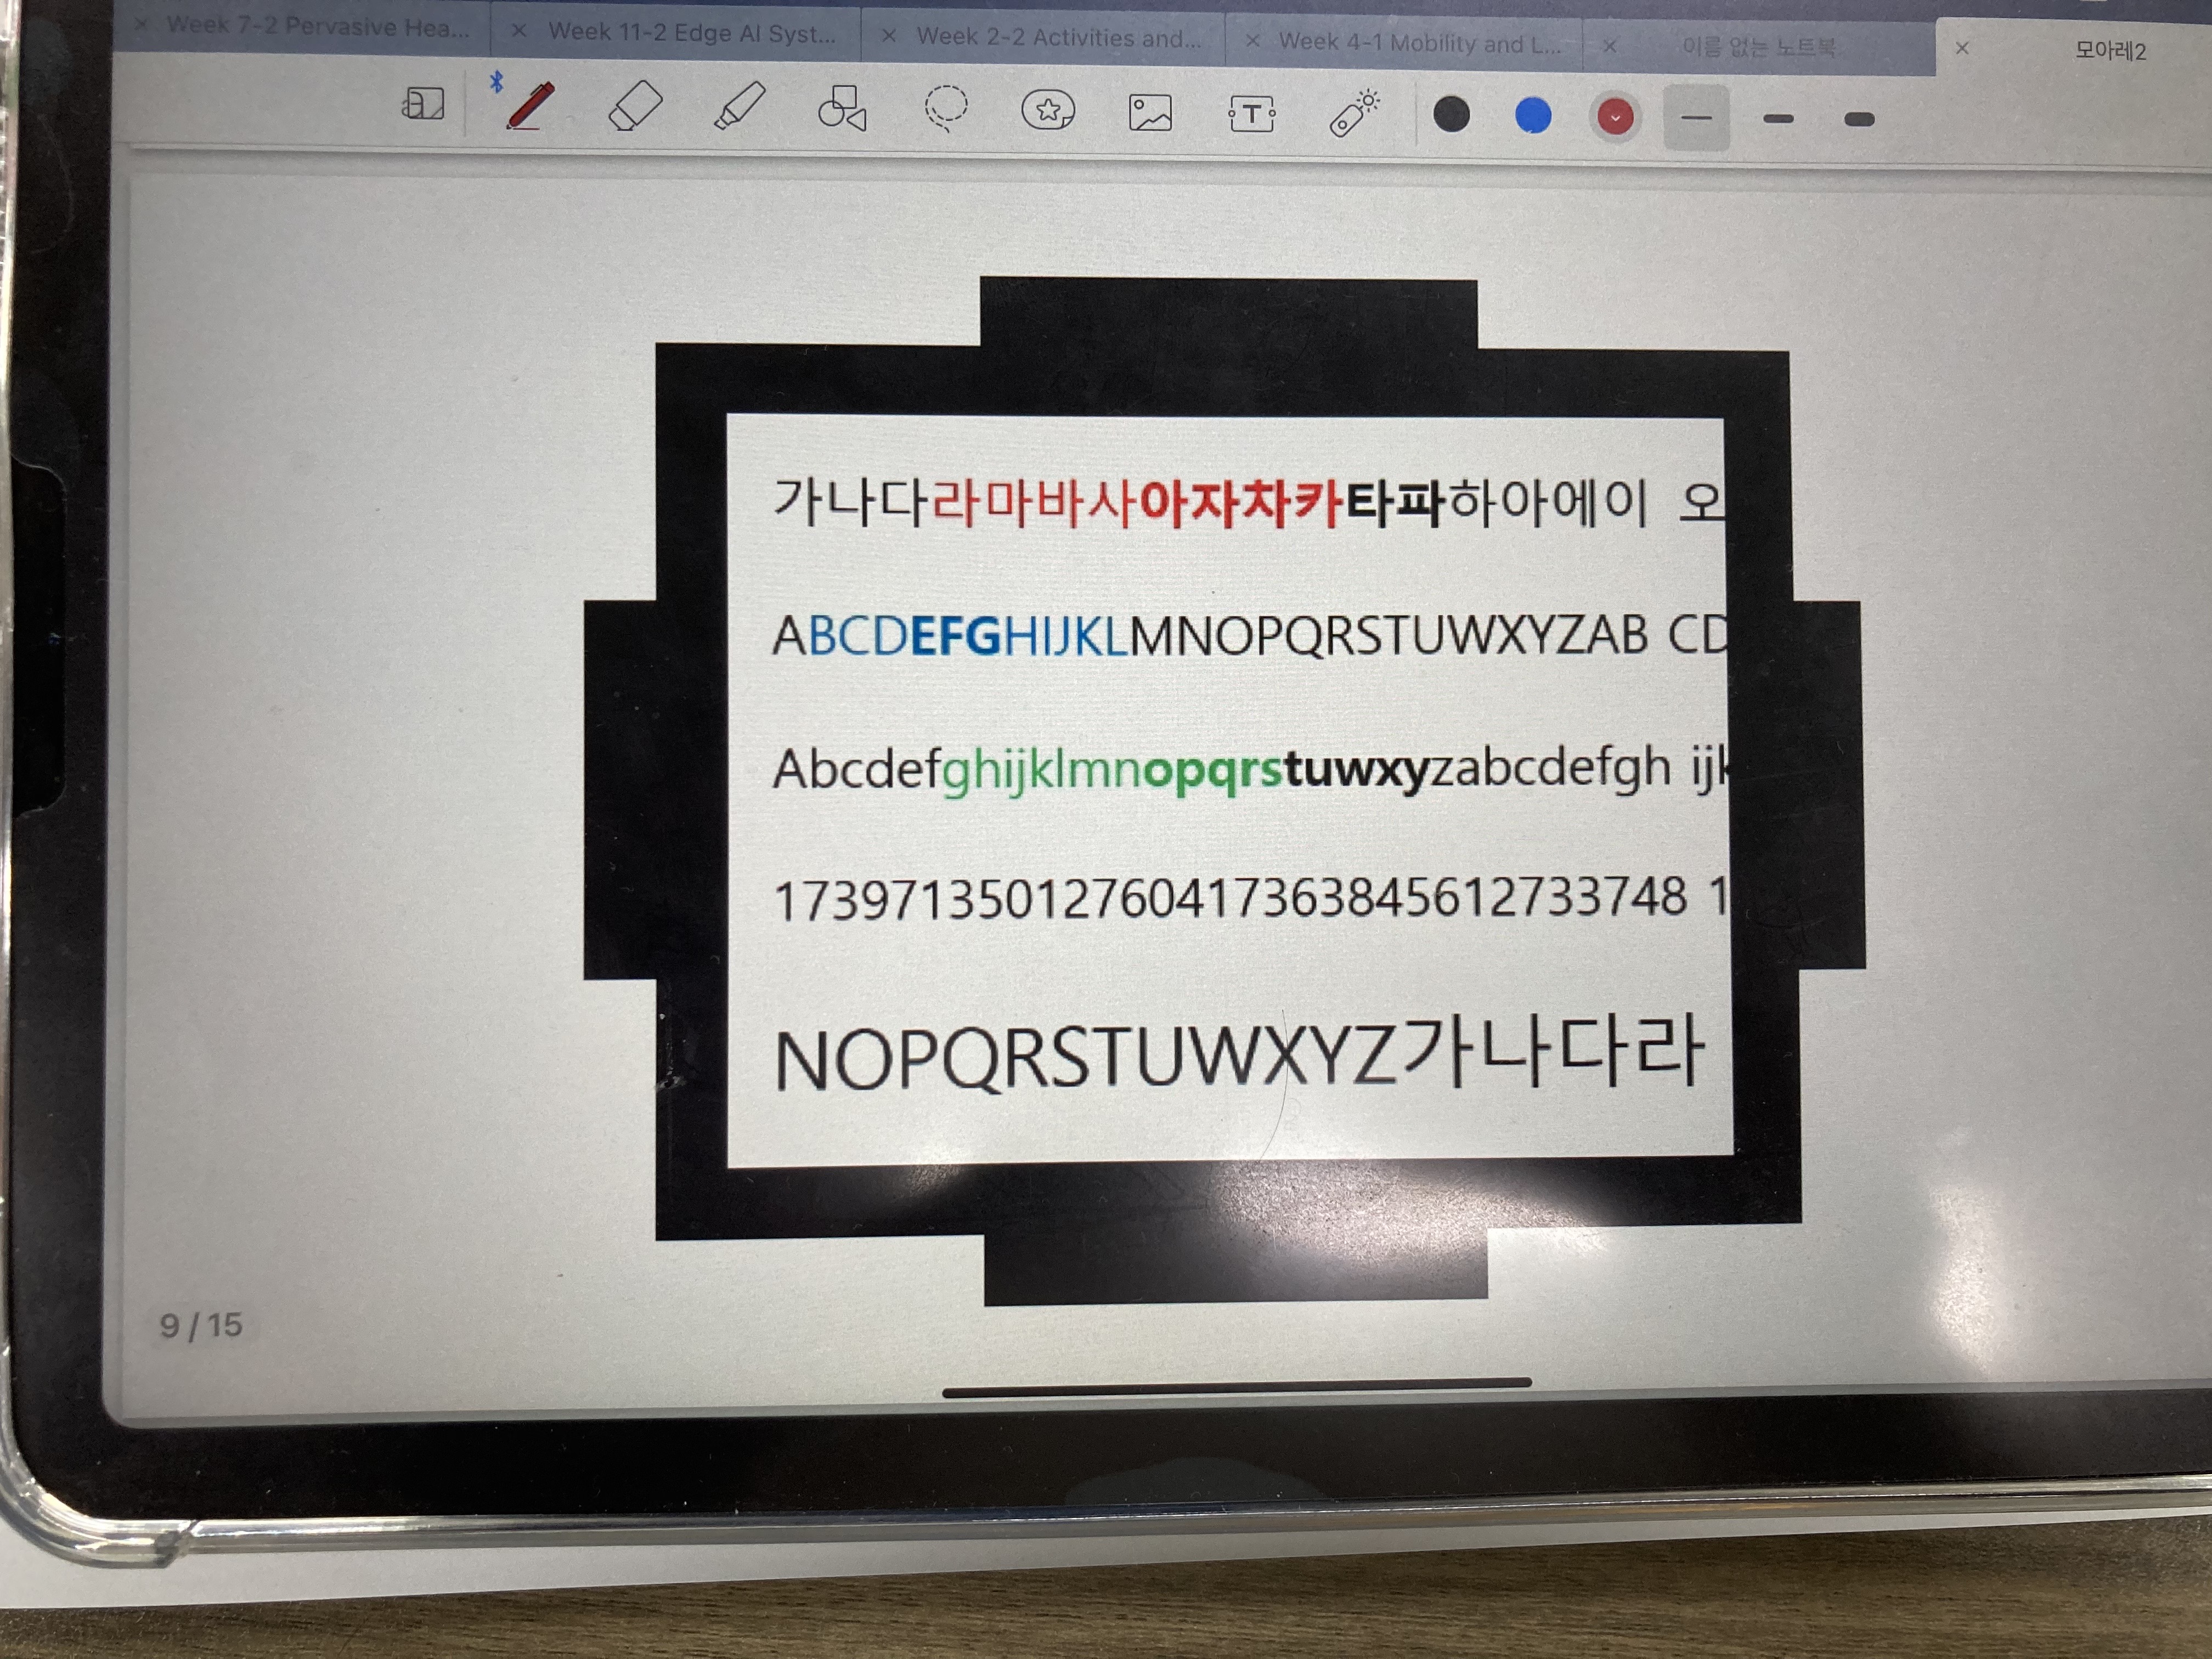 × Week 7-2 Pervasive Hea... × Week 11-2 Edge AI Syst... × Week 2-2 Activities and... × Week 4-1 Mobility and L... × 이름 없는 노트북 × 모아레2
가나다라마바사아자차카타파하아에이 오
ABCDEFGHIJKLMNOPQRSTUWXYZAB CD
Abcdefghijklmnopqrstuwxyzabcdefgh ijk
17397135012760417363845612733748 1
NOPQRSTUWXYZ가나다라
9/15